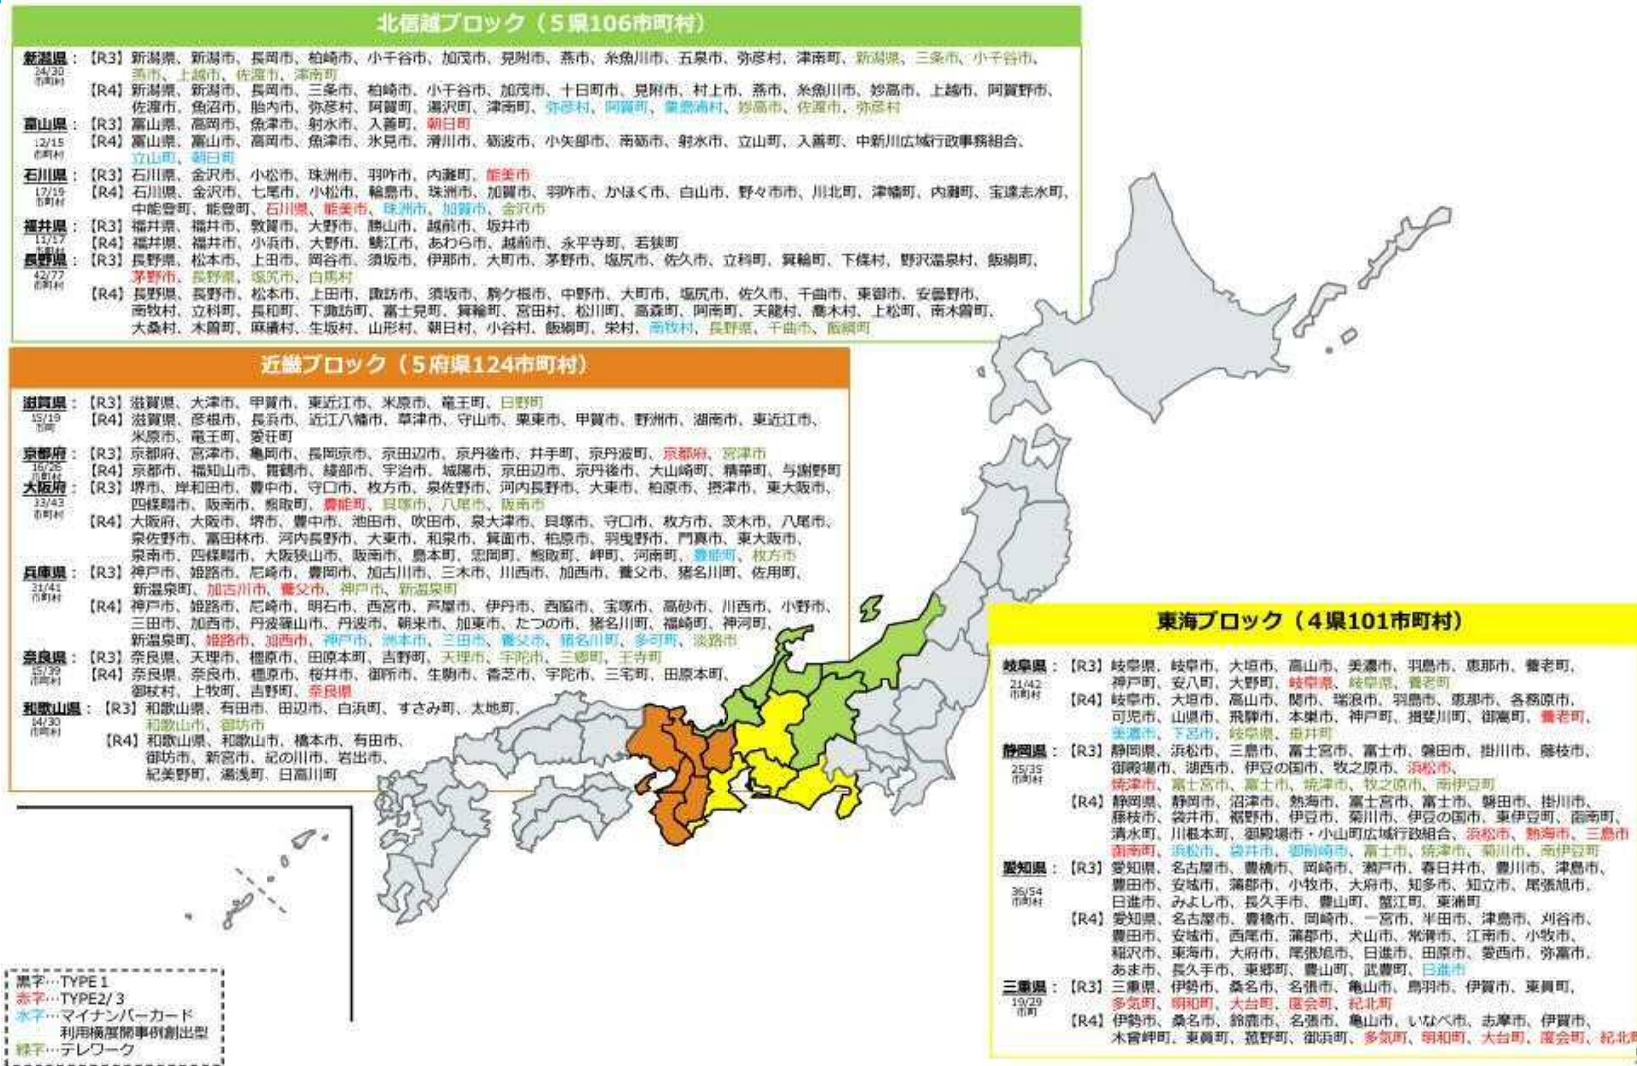 北信越ブロック（５県106市町村）
新潟県：【R3】新潟県、新潟市、長岡市、柏崎市、小千谷市、加茂市、見附市、燕市、糸魚川市、五泉市、弥彦村、津南町、新潟県、三条市、小千谷市、
24/30 燕市、上越市、佐渡市、津南町
市町村
【R4】新潟県、新潟市、長岡市、三条市、柏崎市、小千谷市、加茂市、十日町市、見附市、村上市、燕市、糸魚川市、妙高市、上越市、阿賀野市、
佐渡市、魚沼市、胎内市、弥彦村、阿賀町、湯沢町、津南町、弥彦村、阿賀町、粟島浦村、妙高市、佐渡市、弥彦村
富山県：【R3】富山県、高岡市、魚津市、射水市、入善町、朝日町
12/15 【R4】富山県、富山市、高岡市、魚津市、氷見市、滑川市、砺波市、小矢部市、南砺市、射水市、立山町、入善町、中新川広域行政事務組合、
市町村 立山町、朝日町
石川県：【R3】石川県、金沢市、小松市、珠洲市、羽咋市、内灘町、能美市
17/19 【R4】石川県、金沢市、七尾市、小松市、輪島市、珠洲市、加賀市、羽咋市、かほく市、白山市、野々市市、川北町、津幡町、内灘町、宝達志水町、
市町村 中能登町、能登町、石川県、能美市、珠洲市、加賀市、金沢市
福井県：【R3】福井県、福井市、敦賀市、大野市、勝山市、越前市、坂井市
11/17 【R4】福井県、福井市、小浜市、大野市、鯖江市、あわら市、越前市、永平寺町、若狭町
長野県：【R3】長野県、松本市、上田市、岡谷市、須坂市、伊那市、大町市、茅野市、塩尻市、佐久市、立科町、箕輪町、下條村、野沢温泉村、飯綱町、
42/77 茅野市、長野県、塩尻市、白馬村
市町村
【R4】長野県、長野市、松本市、上田市、諏訪市、須坂市、駒ケ根市、中野市、大町市、塩尻市、佐久市、千曲市、東御市、安曇野市、
南牧村、立科町、長和町、下諏訪町、富士見町、箕輪町、宮田村、松川町、高森町、阿南町、天龍村、喬木村、上松町、南木曽町、
大桑村、木曽町、麻績村、生坂村、山形村、朝日村、小谷村、飯綱町、栄村、南牧村、長野県、千曲市、飯綱町
近畿ブロック（５府県124市町村）
滋賀県：【R3】滋賀県、大津市、甲賀市、東近江市、米原市、竜王町、日野町
15/19 【R4】滋賀県、彦根市、長浜市、近江八幡市、草津市、守山市、栗東市、甲賀市、野洲市、湖南市、東近江市、
市町 米原市、竜王町、愛荘町
京都府：【R3】京都府、宮津市、亀岡市、長岡京市、京田辺市、京丹後市、井手町、京丹波町、京都府、宮津市
16/26 【R4】京都市、福知山市、舞鶴市、綾部市、宇治市、城陽市、京田辺市、京丹後市、大山崎町、精華町、与謝野町
大阪府：【R3】堺市、岸和田市、豊中市、守口市、枚方市、泉佐野市、河内長野市、大東市、柏原市、摂津市、東大阪市、
33/43 四條畷市、阪南市、熊取町、豊能町、貝塚市、八尾市、阪南市
市町村
【R4】大阪府、大阪市、堺市、豊中市、池田市、吹田市、泉大津市、貝塚市、守口市、枚方市、茨木市、八尾市、
泉佐野市、富田林市、河内長野市、大東市、和泉市、箕面市、柏原市、羽曳野市、門真市、東大阪市、
泉南市、四條畷市、大阪狭山市、阪南市、島本町、忠岡町、熊取町、岬町、河南町、豊能町、枚方市
兵庫県：【R3】神戸市、姫路市、尼崎市、豊岡市、加古川市、三木市、川西市、加西市、養父市、猪名川町、佐用町、
31/41 新温泉町、加古川市、養父市、神戸市、新温泉町
市町村
【R4】神戸市、姫路市、尼崎市、明石市、西宮市、芦屋市、伊丹市、西脇市、宝塚市、高砂市、川西市、小野市、
三田市、加西市、丹波篠山市、丹波市、朝来市、加東市、たつの市、猪名川町、福崎町、神河町、
新温泉町、姫路市、加西市、神戸市、洲本市、三田市、養父市、猪名川町、多可町、淡路市
奈良県：【R3】奈良県、天理市、橿原市、田原本町、吉野町、天理市、宇陀市、三郷町、王寺町
15/39 【R4】奈良県、奈良市、橿原市、桜井市、御所市、生駒市、香芝市、宇陀市、三宅町、田原本町、
市町村 御杖村、上牧町、吉野町、奈良県
和歌山県：【R3】和歌山県、有田市、田辺市、白浜町、すさみ町、太地町、
14/30 和歌山市、御坊市
市町村
【R4】和歌山県、和歌山市、橋本市、有田市、
御坊市、新宮市、紀の川市、岩出市、
紀美野町、湯浅町、日高川町
東海ブロック（４県101市町村）
岐阜県：【R3】岐阜県、岐阜市、大垣市、高山市、美濃市、羽島市、恵那市、養老町、
21/42 神戸町、安八町、大野町、岐阜県、岐阜県、養老町
市町村
【R4】岐阜市、大垣市、高山市、関市、瑞浪市、羽島市、恵那市、各務原市、
可児市、山県市、飛騨市、本巣市、神戸町、揖斐川町、御嵩町、養老町、
美濃市、下呂市、岐阜県、垂井町
静岡県：【R3】静岡県、浜松市、三島市、富士宮市、富士市、磐田市、掛川市、藤枝市、
25/35 御殿場市、湖西市、伊豆の国市、牧之原市、浜松市、
市町村 焼津市、富士宮市、富士市、焼津市、牧之原市、南伊豆町
【R4】静岡県、静岡市、沼津市、熱海市、富士宮市、富士市、磐田市、掛川市、
藤枝市、袋井市、裾野市、伊豆市、菊川市、伊豆の国市、東伊豆町、函南町、
清水町、川根本町、御殿場市・小山町広域行政組合、浜松市、熱海市、三島市
函南町、浜松市、袋井市、御前崎市、富士市、焼津市、菊川市、南伊豆町
愛知県：【R3】愛知県、名古屋市、豊橋市、岡崎市、瀬戸市、春日井市、豊川市、津島市、
36/54 豊田市、安城市、蒲郡市、小牧市、大府市、知多市、知立市、尾張旭市、
市町村 日進市、みよし市、長久手市、豊山町、蟹江町、東浦町
【R4】愛知県、名古屋市、豊橋市、岡崎市、一宮市、半田市、津島市、刈谷市、
豊田市、安城市、西尾市、蒲郡市、犬山市、常滑市、江南市、小牧市、
稲沢市、東海市、大府市、尾張旭市、日進市、田原市、愛西市、弥富市、
あま市、長久手市、東郷町、豊山町、武豊町、日進市
三重県：【R3】三重県、伊勢市、桑名市、名張市、亀山市、鳥羽市、伊賀市、東員町、
19/29 多気町、明和町、大台町、度会町、紀北町
市町
【R4】伊勢市、桑名市、鈴鹿市、名張市、亀山市、いなべ市、志摩市、伊賀市、
木曽岬町、東員町、菰野町、御浜町、多気町、明和町、大台町、度会町、紀北町
黒字…TYPE１
赤字…TYPE2/３
水字…マイナンバーカード
利用横展開事例創出型
緑字…テレワーク